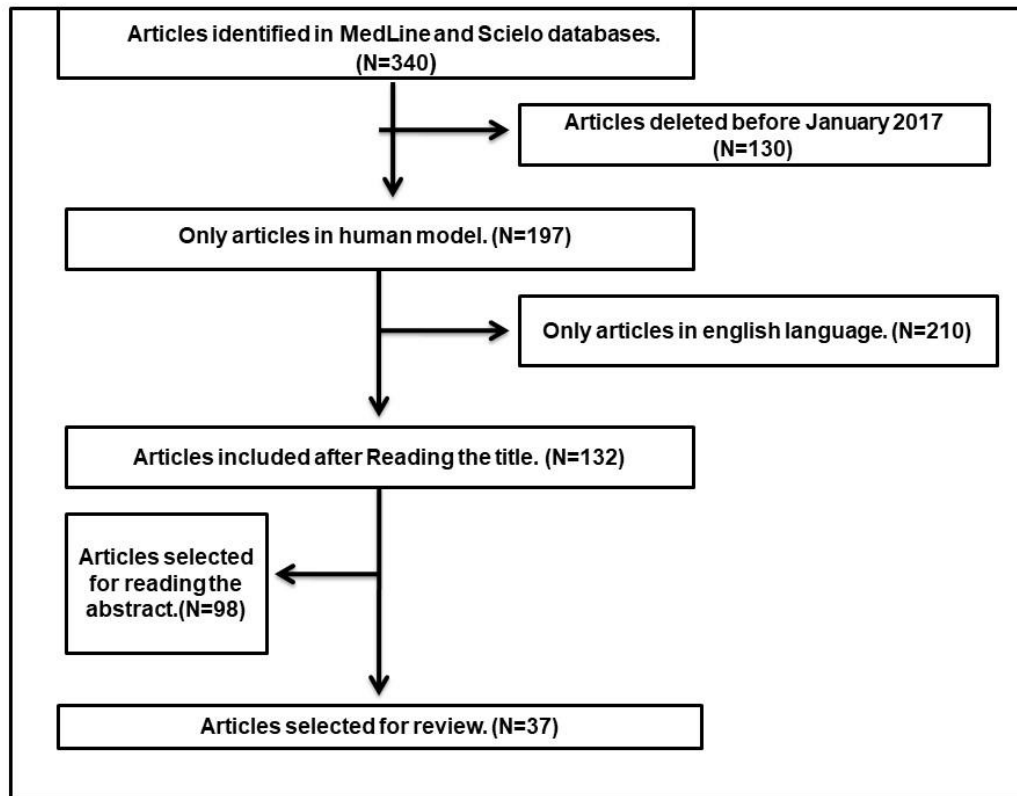 Articles identified in MedLine and Scielo databases.
(N=340)
Articles deleted before January 2017
(N=130)
Only articles in human model. (N=197)
Only articles in english language. (N=210)
Articles included after Reading the title. (N=132)
Articles selected
for reading the
abstract.(N=98)
Articles selected for review. (N=37)